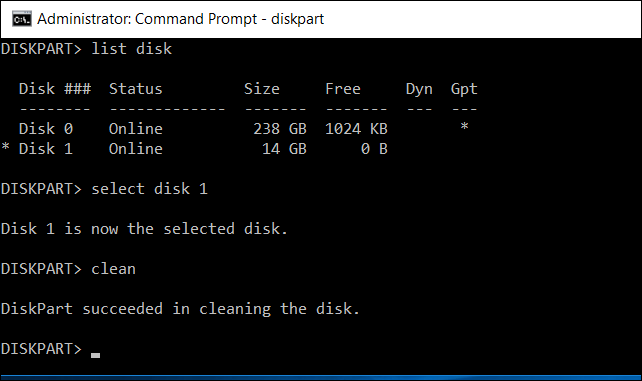 Administrator: Command Prompt - diskpart
DISKPART> list disk
  Disk ###  Status         Size     Free     Dyn  Gpt
  --------  -------------  -------  -------  ---  ---
  Disk 0    Online          238 GB  1024 KB        *
* Disk 1    Online           14 GB      0 B
DISKPART> select disk 1
Disk 1 is now the selected disk.
DISKPART> clean
DiskPart succeeded in cleaning the disk.
DISKPART> _